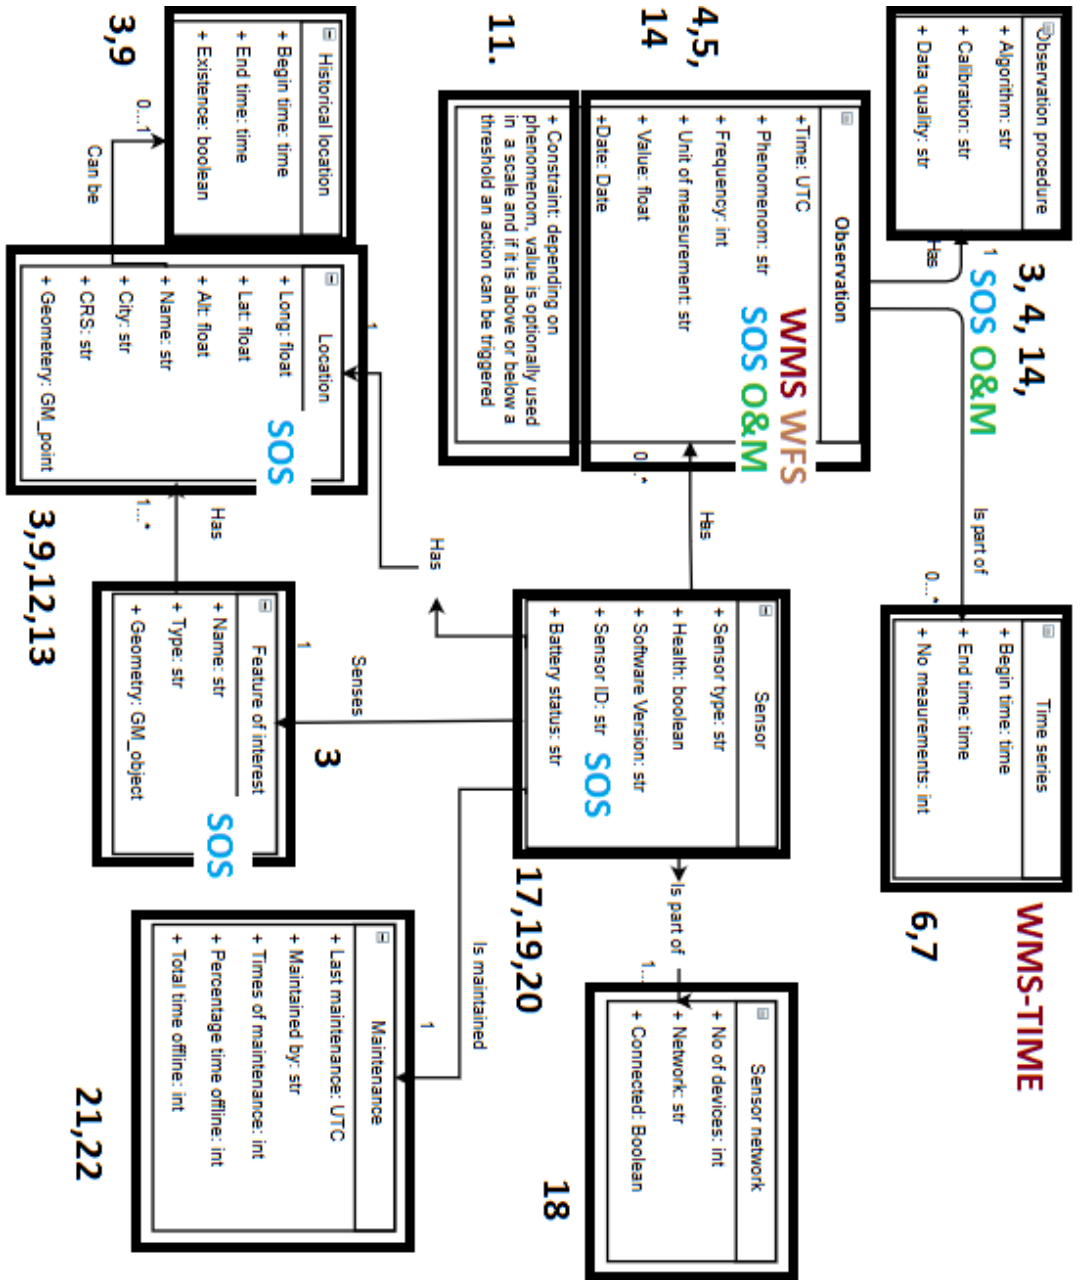 Observation procedure
+ Algorithm: str
+ Calibration: str
+ Data quality: str
1
Has
3, 4, 14,
SOS O&M
Is part of
0...*
Time series
+ Begin time: time
+ End time: time
+ No meaurements: int
WMS-TIME
6,7
4,5,
14
Observation
+Time: UTC
+ Phenomenom: str
+ Frequency: int
+ Unit of measurement: str
+ Value: float
+Date: Date
WMS WFS
SOS O&M
11.
+ Constraint: depending on
phenomenom, value is optionally used
in a scale and if it is above or below a
threshold an action can be triggered
0...*
Has
Sensor
+ Sensor type: str
+ Health: boolean
+ Software Version: str
+ Sensor ID: str
+ Battery status: str
SOS
17,19,20
Is part of
1...
Sensor network
+ No of devices: int
+ Network: str
+ Connected: Boolean
18
Historical location
+ Begin time: time
+ End time: time
+ Existence: boolean
3,9
0...1
Can be
Location
+ Long: float
+ Lat: float
+ Alt: float
+ Name: str
+ City: str
+ CRS: str
+ Geometery: GM_point
SOS
1
Has
3,9,12,13
1...*
Has
Feature of interest
+ Name: str
+ Type: str
+ Geometry: GM_object
SOS
1
Senses
3
Is maintained
1
Maintenance
+ Last maintenance: UTC
+ Maintained by: str
+ Times of maintenance: int
+ Percentage time offline: int
+ Total time offline: int
21,22